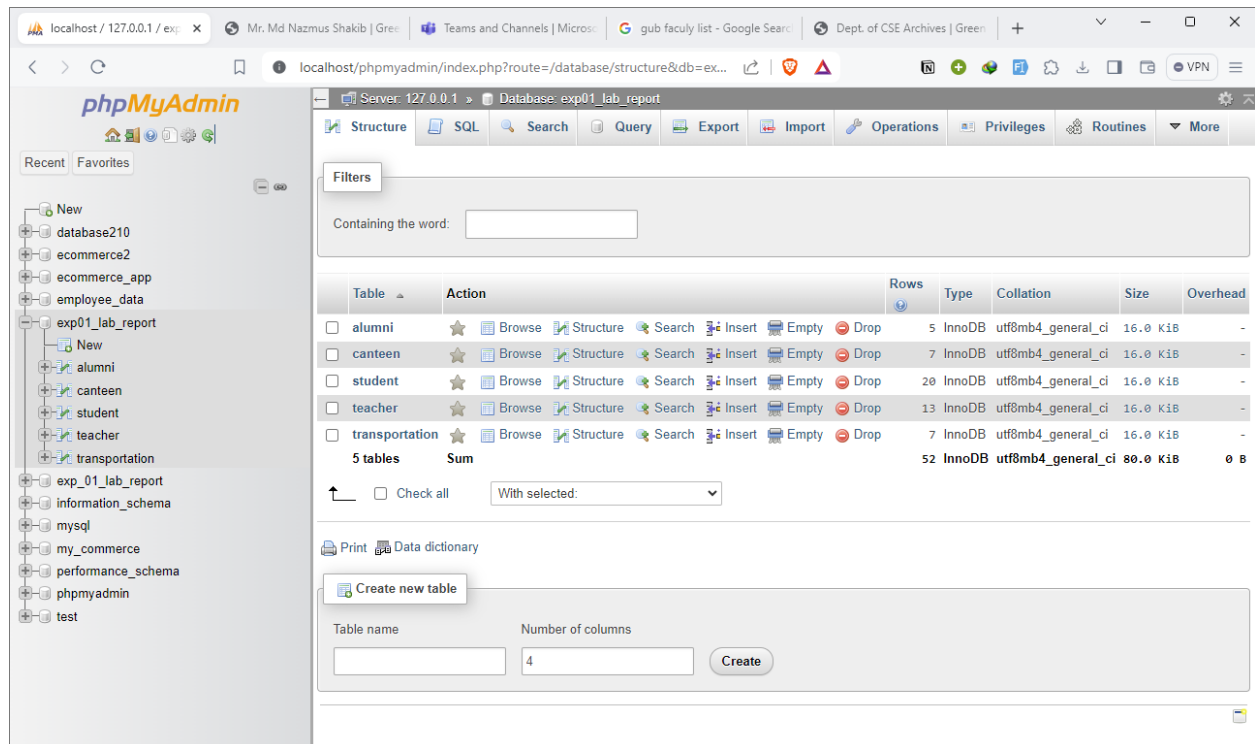 localhost / 127.0.0.1 / exp
Mr. Md Nazmus Shakib | Gree
Teams and Channels | Microso
gub faculy list - Google Searc
Dept. of CSE Archives | Green
localhost/phpmyadmin/index.php?route=/database/structure&db=ex...
VPN
phpMyAdmin
Recent Favorites
New
database210
ecommerce2
ecommerce_app
employee_data
exp01_lab_report
New
alumni
canteen
student
teacher
transportation
exp_01_lab_report
information_schema
mysql
my_commerce
performance_schema
phpmyadmin
test
Server: 127.0.0.1 » Database: exp01_lab_report
Structure SQL Search Query Export Import Operations Privileges Routines More
Filters
Containing the word:
Table Action Rows Type Collation Size Overhead
alumni Browse Structure Search Insert Empty Drop 5 InnoDB utf8mb4_general_ci 16.0 KiB -
canteen Browse Structure Search Insert Empty Drop 7 InnoDB utf8mb4_general_ci 16.0 KiB -
student Browse Structure Search Insert Empty Drop 20 InnoDB utf8mb4_general_ci 16.0 KiB -
teacher Browse Structure Search Insert Empty Drop 13 InnoDB utf8mb4_general_ci 16.0 KiB -
transportation Browse Structure Search Insert Empty Drop 7 InnoDB utf8mb4_general_ci 16.0 KiB -
5 tables Sum 52 InnoDB utf8mb4_general_ci 80.0 KiB 0 B
Check all With selected:
Print Data dictionary
Create new table
Table name Number of columns
4 Create